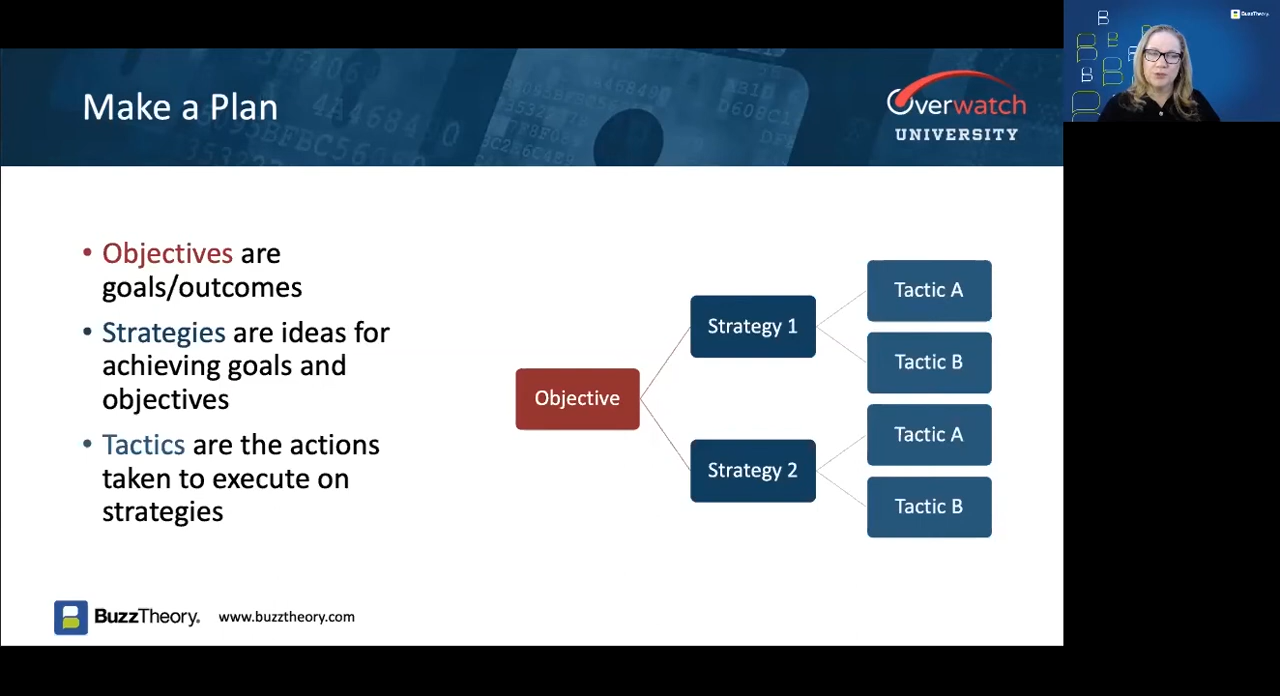 Make a Plan
Overwatch
UNIVERSITY
BuzzTheory.
• Objectives are
goals/outcomes
• Strategies are ideas for
achieving goals and
objectives
• Tactics are the actions
taken to execute on
strategies
Objective
Strategy 1
Strategy 2
Tactic A
Tactic B
Tactic A
Tactic B
BuzzTheory.
www.buzztheory.com